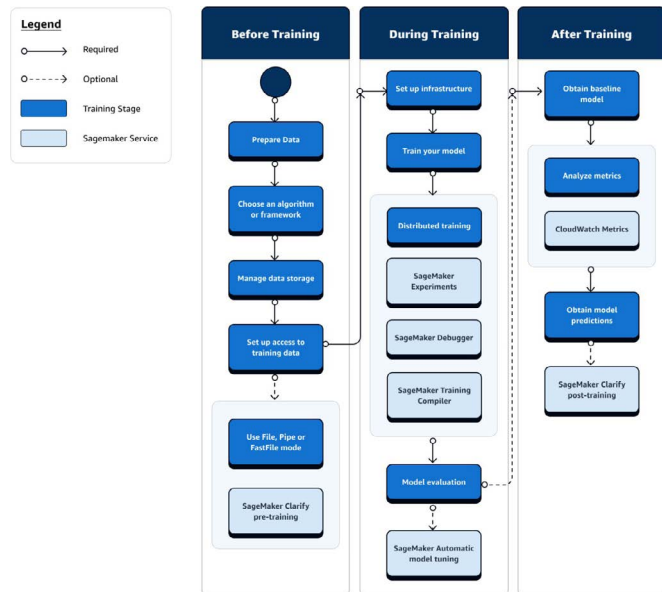 Legend
Required
Optional
Training Stage
Sagemaker Service
Before Training
Prepare Data
Choose an algorithm
or framework
Manage data storage
Set up access to
training data
Use File, Pipe or
FastFile mode
SageMaker Clarify
pre-training
During Training
Set up infrastructure
Train your model
Distributed training
SageMaker
Experiments
SageMaker Debugger
SageMaker Training
Compiler
Model evaluation
SageMaker Automatic
model tuning
After Training
Obtain baseline
model
Analyze metrics
CloudWatch Metrics
Obtain model
predictions
SageMaker Clarify
post-training